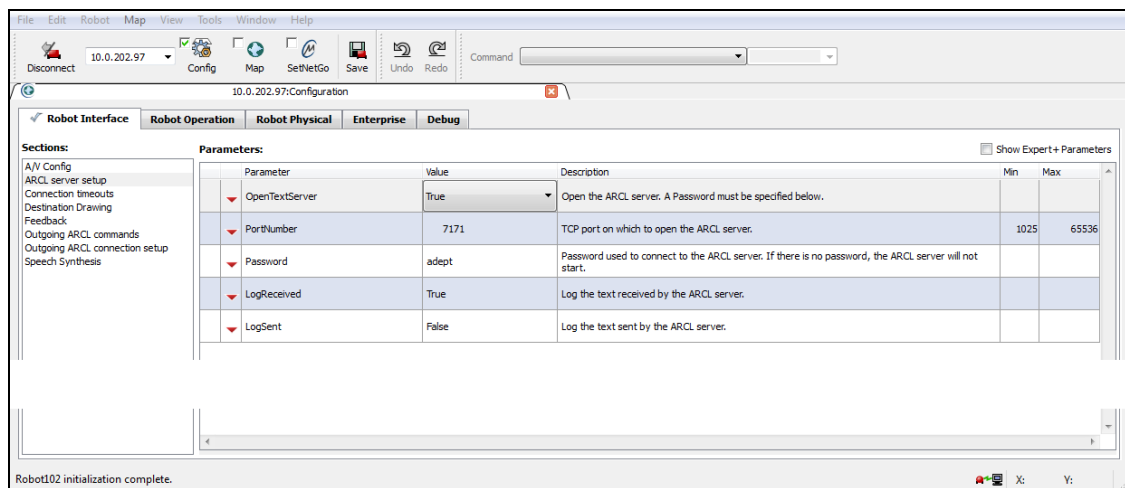 File Edit Robot Map View Tools Window Help
Disconnect 10.0.202.97 Config Map SetNetGo Save Undo Redo Command
10.0.202.97:Configuration
Robot Interface Robot Operation Robot Physical Enterprise Debug
Sections:
A/V Config
ARCL server setup
Connection timeouts
Destination Drawing
Feedback
Outgoing ARCL commands
Outgoing ARCL connection setup
Speech Synthesis
Parameters: Show Expert+ Parameters
Parameter Value Description Min Max
OpenTextServer True Open the ARCL server. A Password must be specified below.
PortNumber 7171 TCP port on which to open the ARCL server. 1025 65536
Password adept Password used to connect to the ARCL server. If there is no password, the ARCL server will not
start.
LogReceived True Log the text received by the ARCL server.
LogSent False Log the text sent by the ARCL server.
Robot102 initialization complete. X: Y: